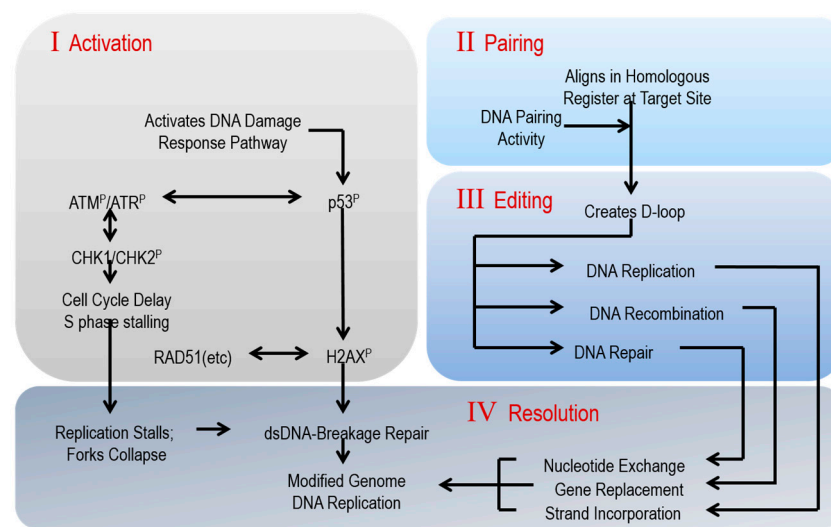 I Activation
Activates DNA Damage
Response Pathway
ATMᴾ/ATRᴾ
p53ᴾ
CHK1/CHK2ᴾ
Cell Cycle Delay
S phase stalling
RAD51(etc)
H2AXᴾ
II Pairing
Aligns in Homologous
Register at Target Site
DNA Pairing
Activity
III Editing
Creates D-loop
DNA Replication
DNA Recombination
DNA Repair
IV Resolution
Replication Stalls;
Forks Collapse
dsDNA-Breakage Repair
Modified Genome
DNA Replication
Nucleotide Exchange
Gene Replacement
Strand Incorporation